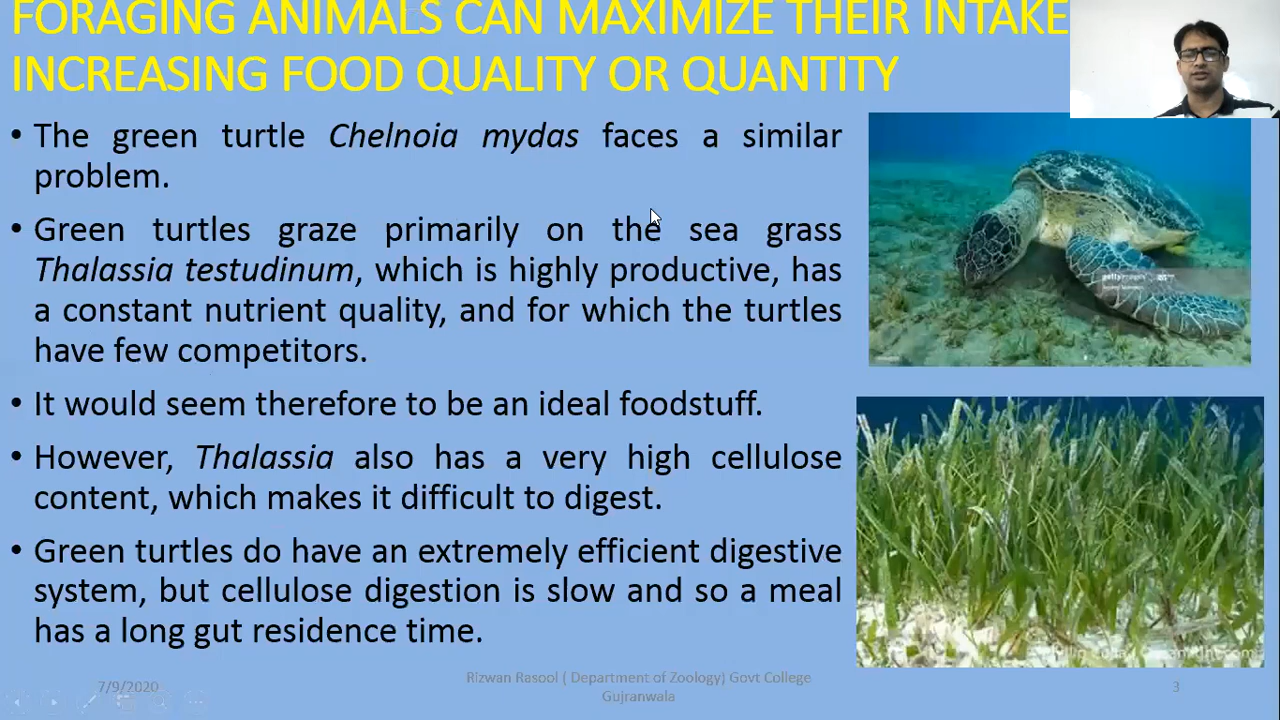 FORAGING ANIMALS CAN MAXIMIZE THEIR INTAKE
INCREASING FOOD QUALITY OR QUANTITY
• The green turtle Chelnoia mydas faces a similar
problem.
• Green turtles graze primarily on the sea grass
Thalassia testudinum, which is highly productive, has
a constant nutrient quality, and for which the turtles
have few competitors.
• It would seem therefore to be an ideal foodstuff.
• However, Thalassia also has a very high cellulose
content, which makes it difficult to digest.
• Green turtles do have an extremely efficient digestive
system, but cellulose digestion is slow and so a meal
has a long gut residence time.
7/9/2020
Rizwan Rasool ( Department of Zoology) Govt College
Gujranwala
3